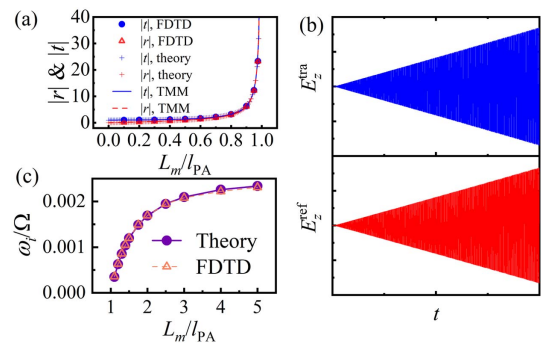 (a)
|r| & |t|
40
30
20
10
0
|t|, FDTD
|r|, FDTD
|t|, theory
|r|, theory
|t|, TMM
|r|, TMM
0.0 0.2 0.4 0.6 0.8 1.0
L_m/l_PA
(b)
E_z^tra
E_z^ref
t
(c)
ω_i/Ω
0.002
0.001
0.000
Theory
FDTD
1 2 3 4 5
L_m/l_PA